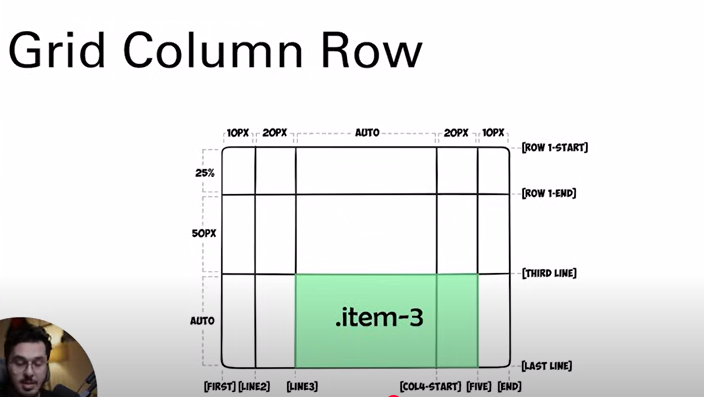 Grid Column Row
10PX 20PX AUTO 20PX 10PX
[ROW 1-START]
25%
[ROW 1-END]
50PX
[THIRD LINE]
.item-3
AUTO
[LAST LINE]
[FIRST] [LINE2] [LINE3] [COL4-START] [FIVE] [END]